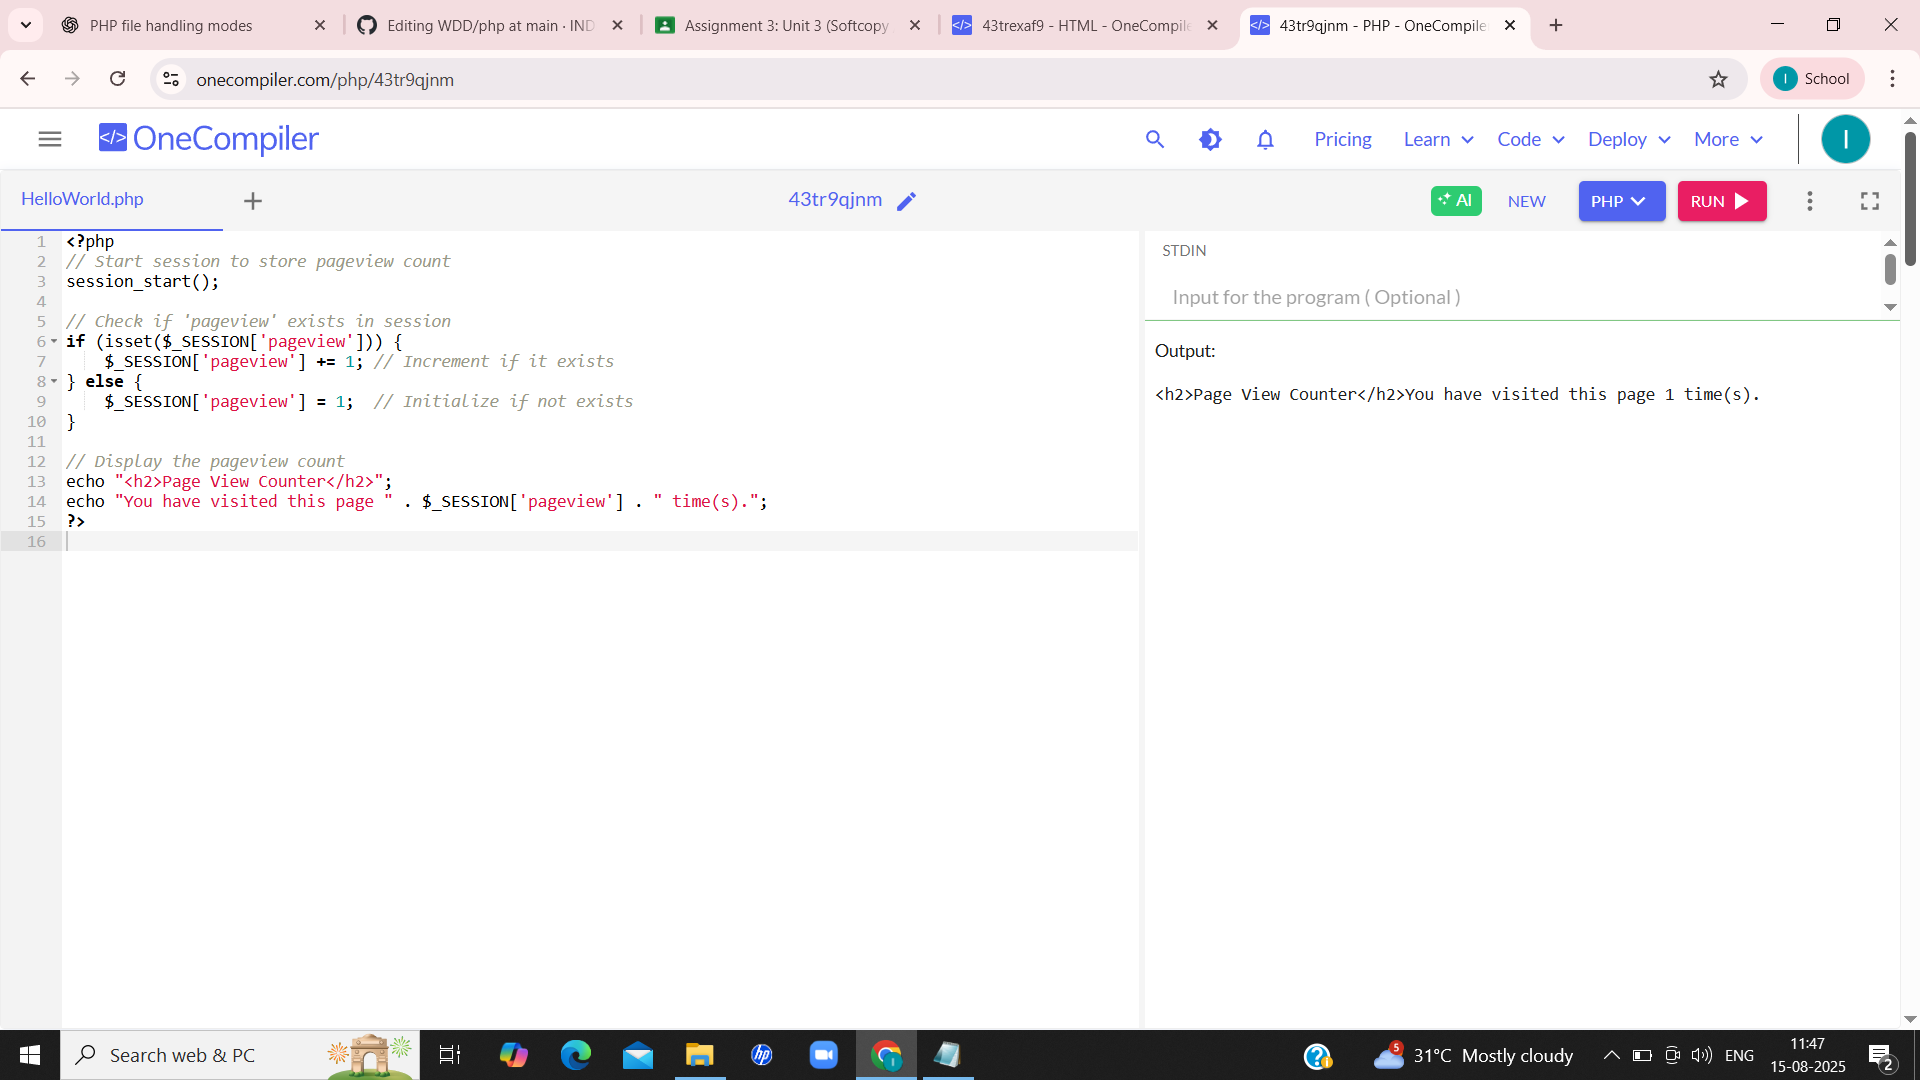 PHP file handling modes
Editing WDD/php at main · IND
Assignment 3: Unit 3 (Softcopy
43trexaf9 - HTML - OneCompile
43tr9qjnm - PHP - OneCompile
onecompiler.com/php/43tr9qjnm
School
</> OneCompiler
Pricing
Learn
Code
Deploy
More
I
HelloWorld.php
43tr9qjnm
AI
NEW
PHP
RUN
1 <?php
2 // Start session to store pageview count
3 session_start();
4
5 // Check if 'pageview' exists in session
6 if (isset($_SESSION['pageview'])) {
7 $_SESSION['pageview'] += 1; // Increment if it exists
8 } else {
9 $_SESSION['pageview'] = 1; // Initialize if not exists
10 }
11
12 // Display the pageview count
13 echo "<h2>Page View Counter</h2>";
14 echo "You have visited this page " . $_SESSION['pageview'] . " time(s).";
15 ?>
16
STDIN
Input for the program ( Optional )
Output:
<h2>Page View Counter</h2>You have visited this page 1 time(s).
Search web & PC
hp
5
31°C Mostly cloudy
ENG
11:47
15-08-2025
2